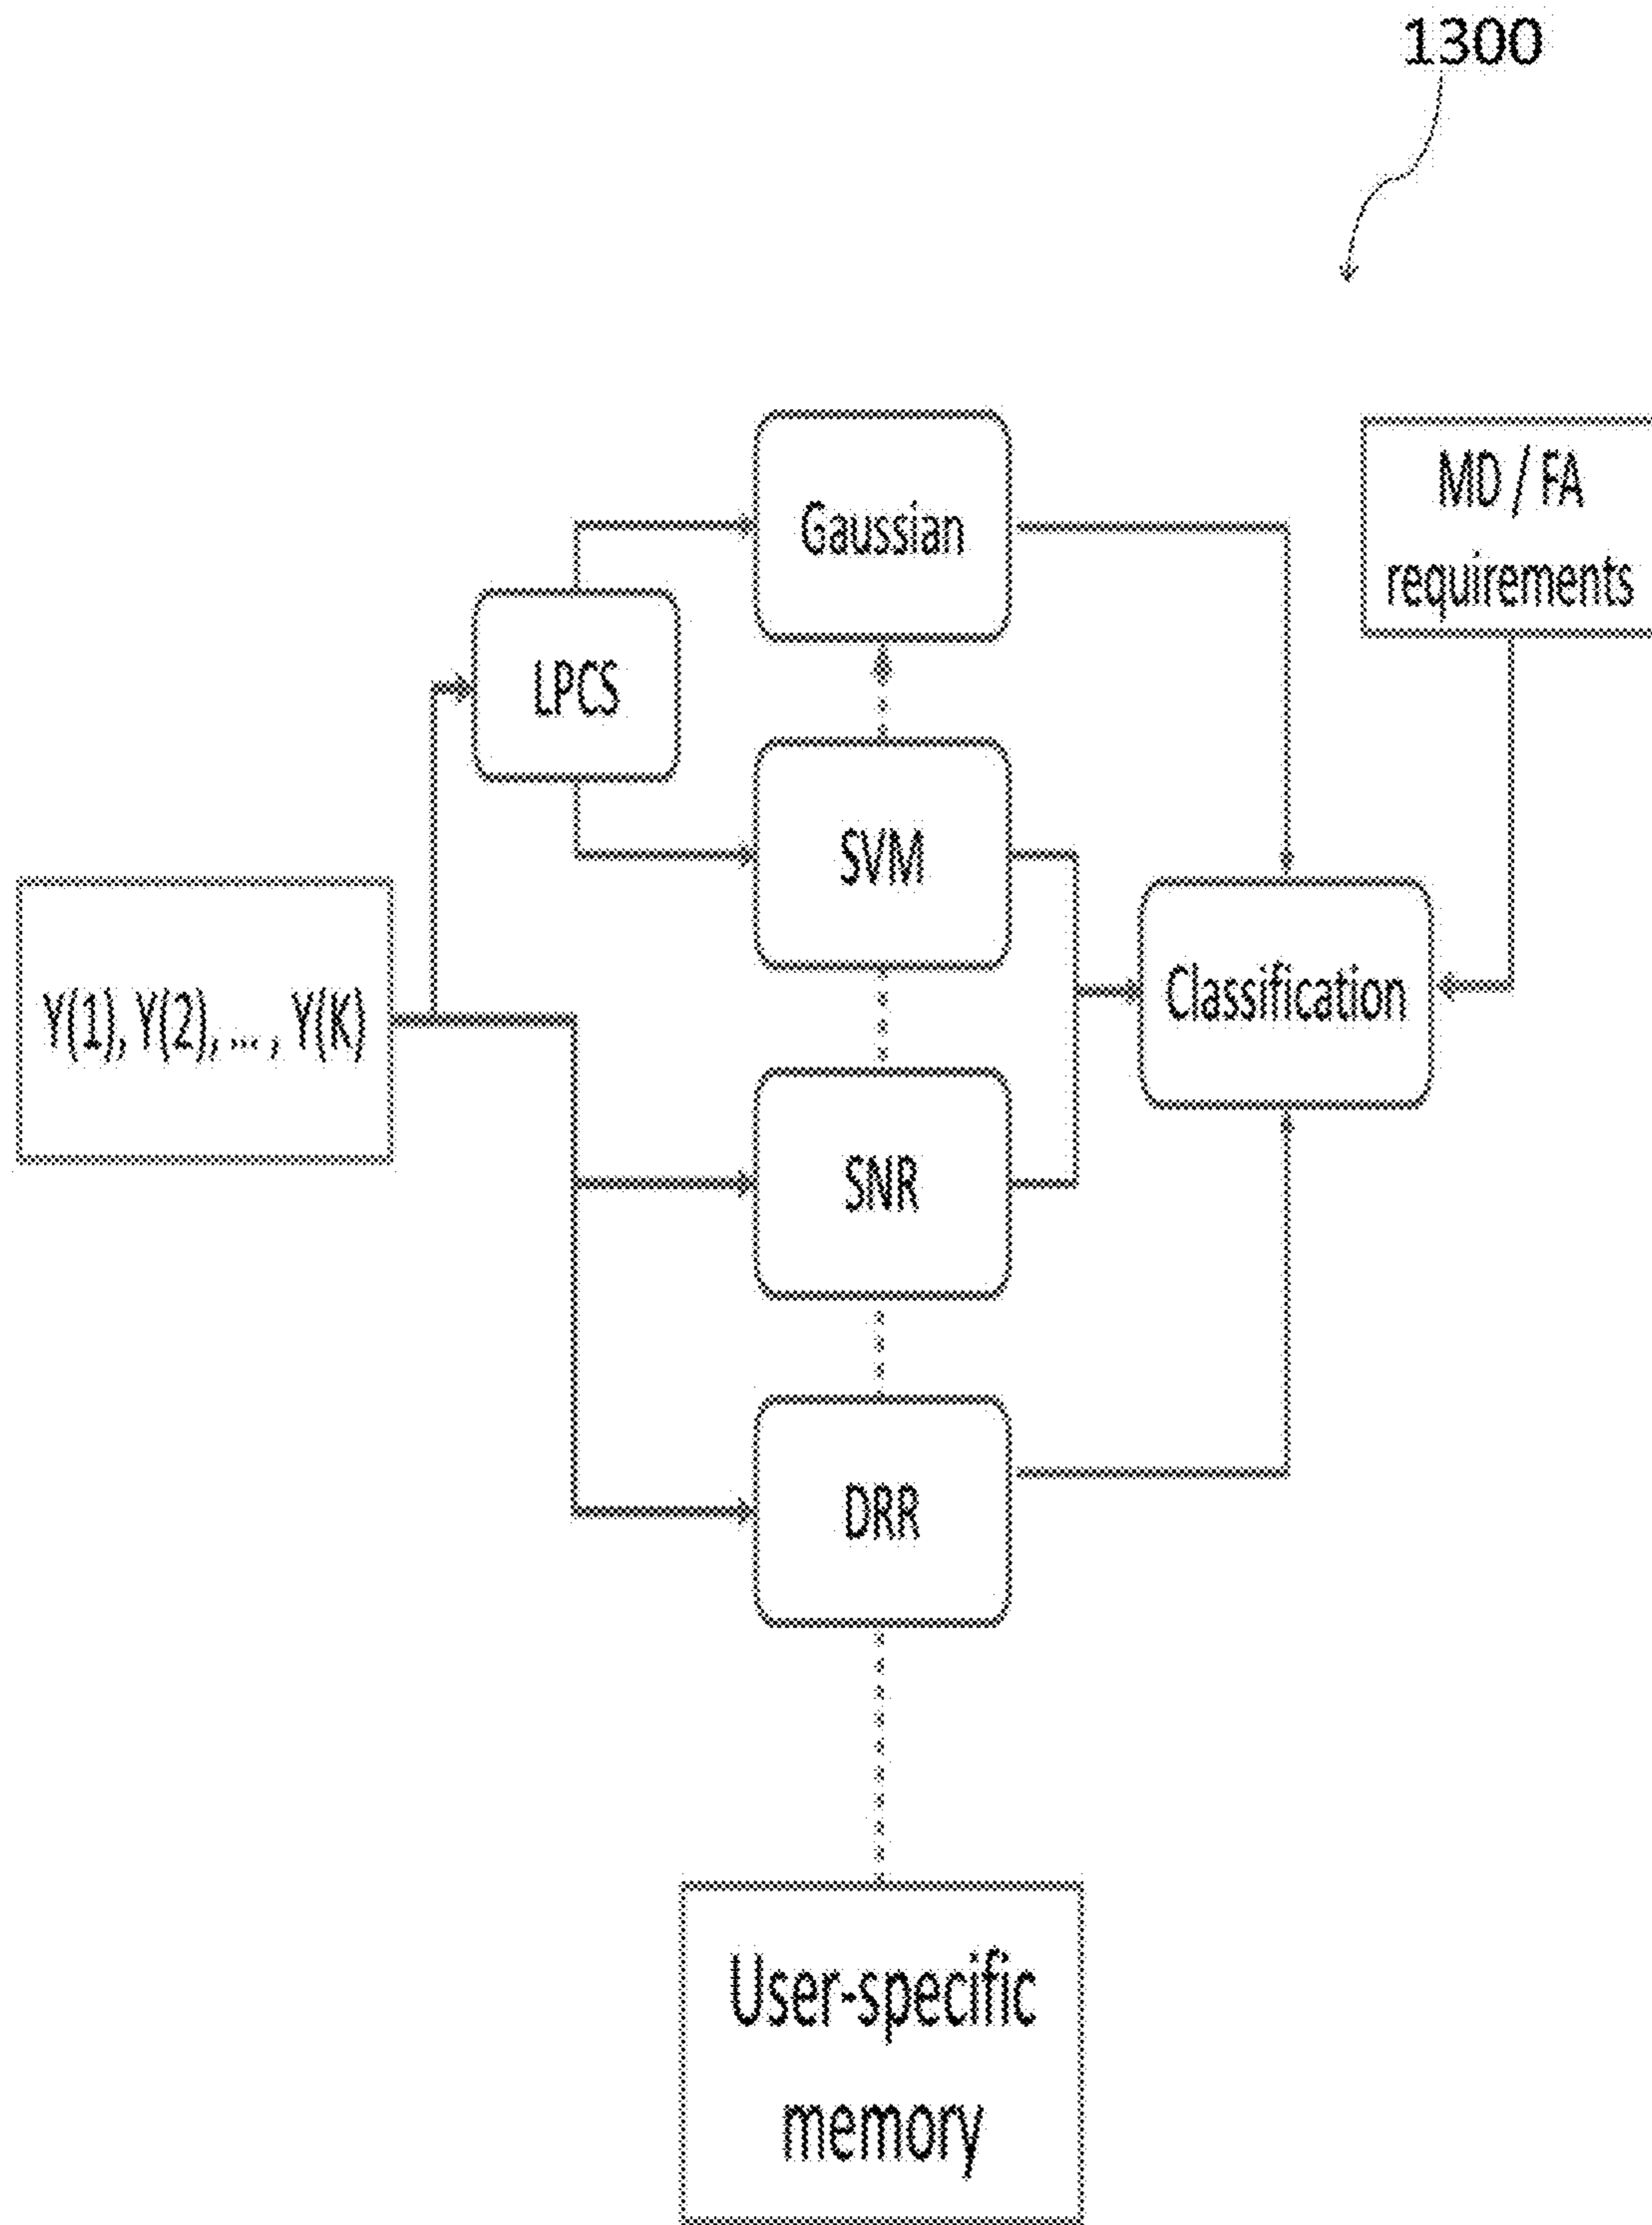 1300
Gaussian
MD / FA
requirements
LPCS
SVM
Y(1), Y(2), ... , Y(K)
Classification
SNR
DRR
User-specific
memory